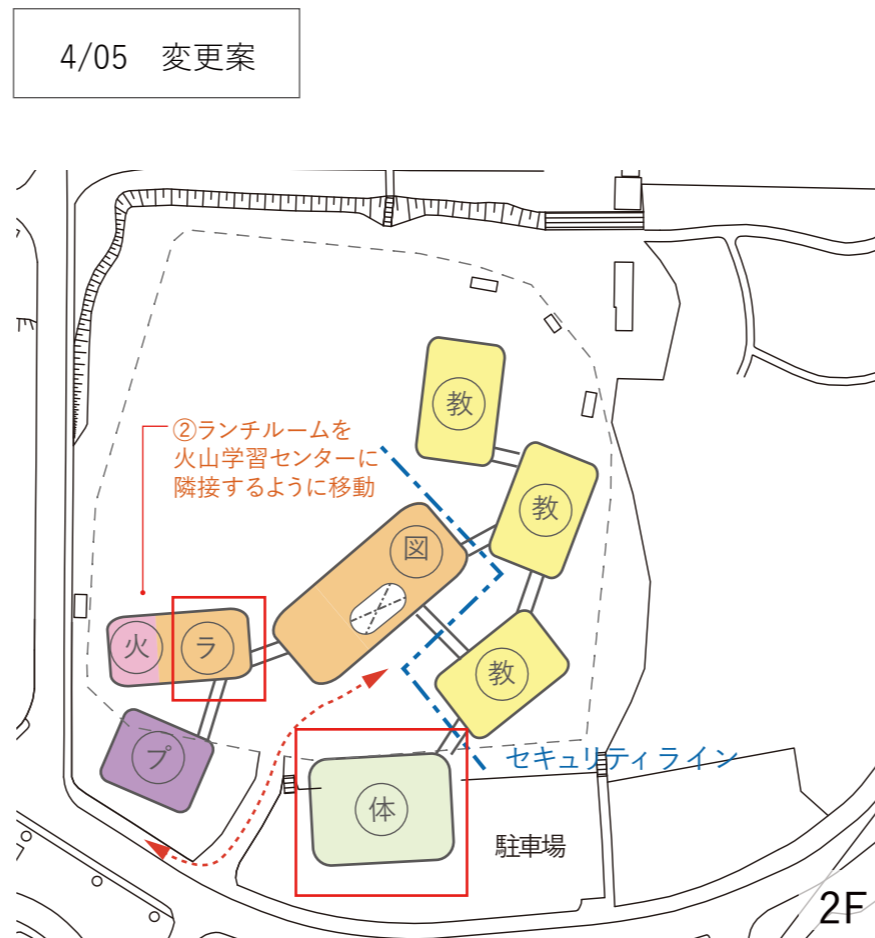 4/05 変更案
教
②ランチルームを
火山学習センターに
隣接するように移動
教
図
火
ラ
教
プ
セキュリティライン
体
駐車場
2F